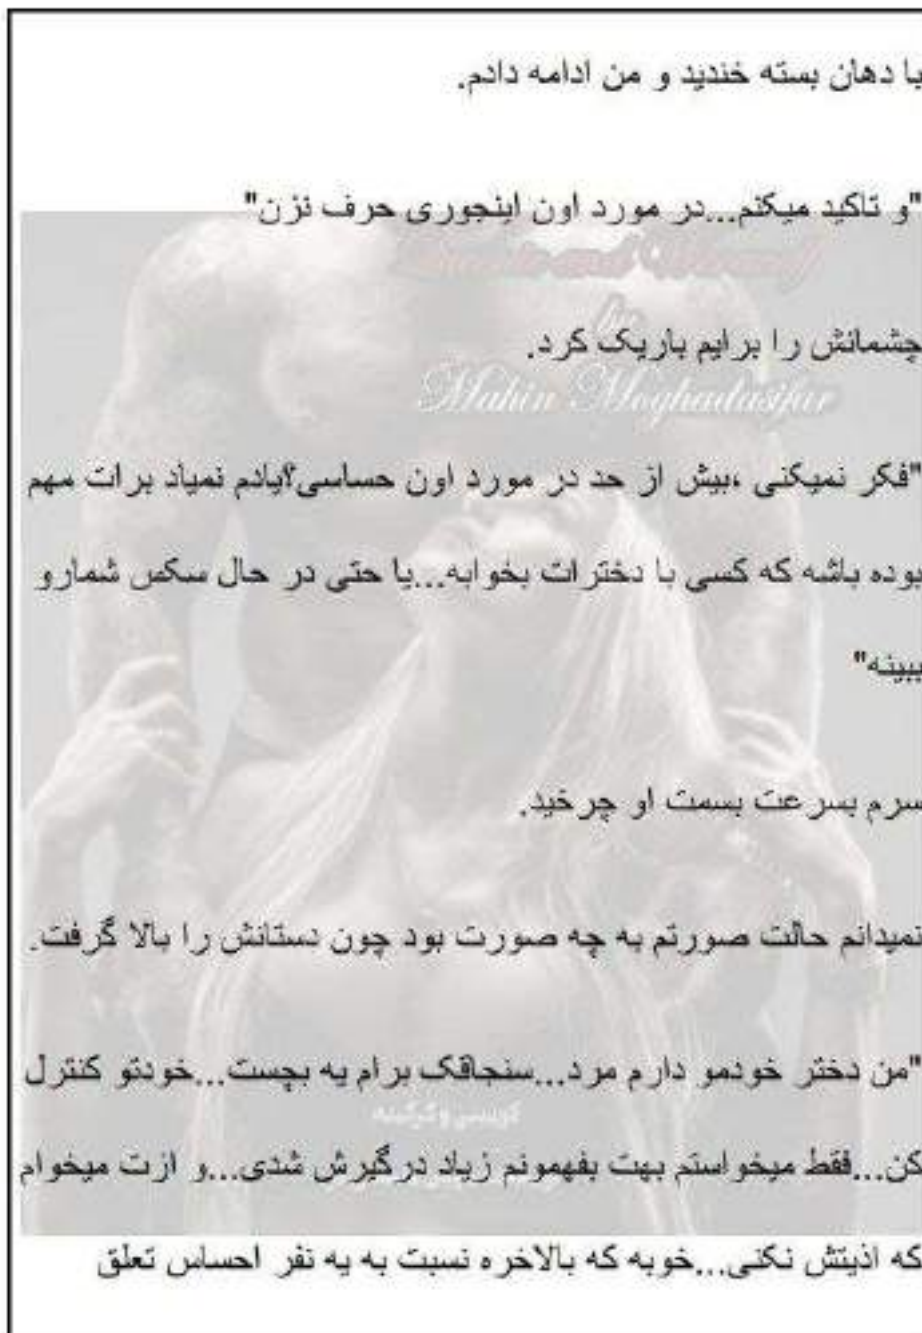 با دهان بسته خندید و من ادامه دادم.
"و تاکید میکنم...در مورد اون اینجوری حرف نزن"
by
چشمانش را برایم باریک کرد.
Mahin Moghadasifar
"فکر نمیکنی ،بیش از حد در مورد اون حساسی؟یادم نمیاد برات مهم
بوده باشه که کسی با دخترات بخوابه...یا حتی در حال سکس شمارو
ببینه"
سرم بسرعت بسمت او چرخید.
نمیدانم حالت صورتم به چه صورت بود چون دستانش را بالا گرفت.
"من دختر خودمو دارم مرد...سنجاقک برام یه بچست...خودتو کنترل
کن...فقط میخواستم بهت بفهمونم زیاد درگیرش شدی...و ازت میخوام
که اذیتش نکنی...خوبه که بالاخره نسبت به یه نفر احساس تعلق